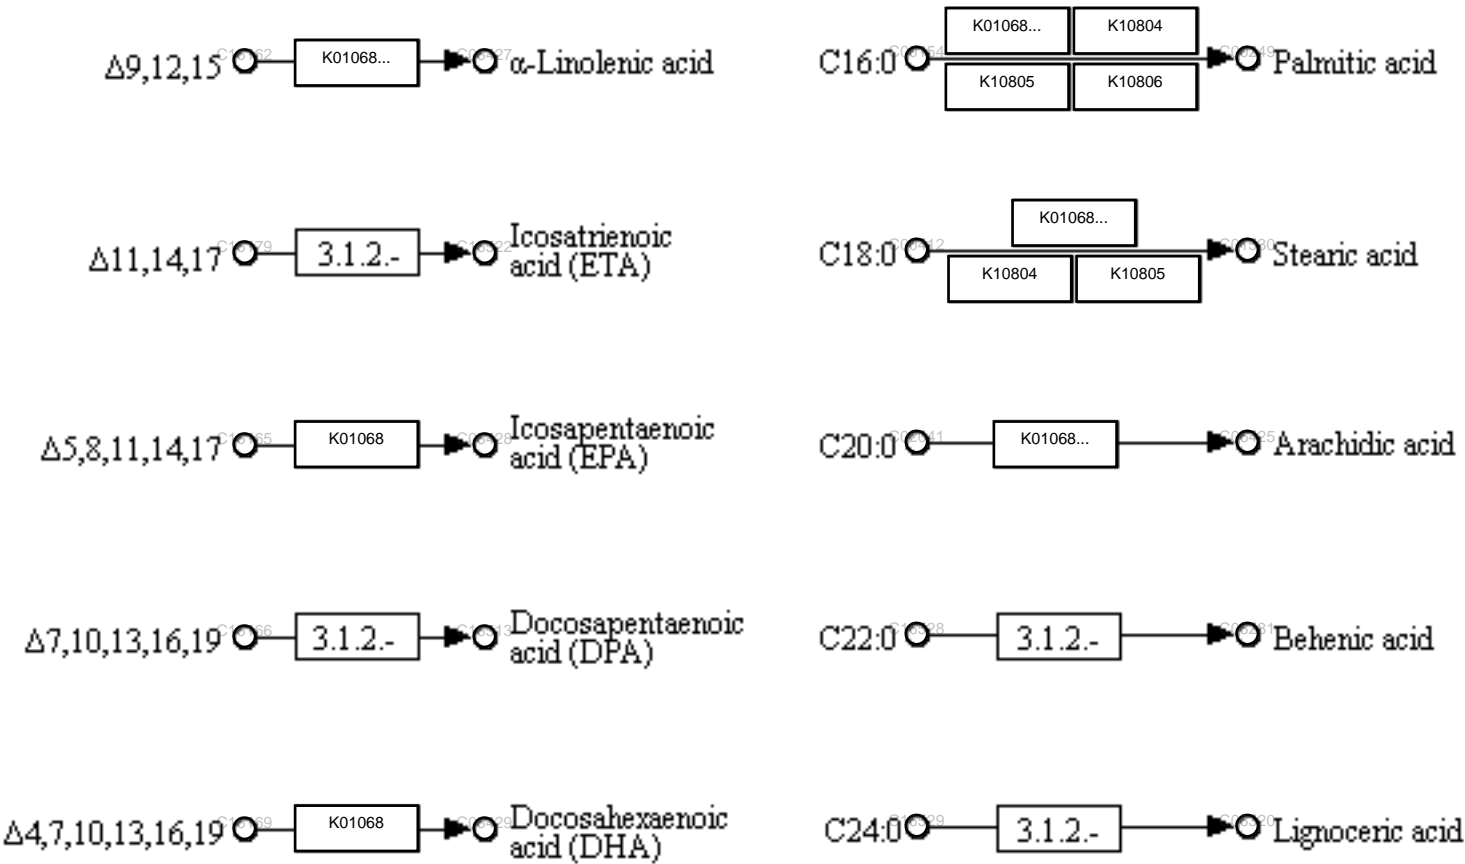 Δ9,12,15 K01068... α-Linolenic acid
K01068... K10804
C16:0 Palmitic acid
K10805 K10806
Δ11,14,17 3.1.2.- Icosatrienoic
acid (ETA)
K01068...
C18:0 Stearic acid
K10804 K10805
Δ5,8,11,14,17 K01068 Icosapentaenoic
acid (EPA)
C20:0 K01068... Arachidic acid
Δ7,10,13,16,19 3.1.2.- Docosapentaenoic
acid (DPA)
C22:0 3.1.2.- Behenic acid
Δ4,7,10,13,16,19 K01068 Docosahexaenoic
acid (DHA)
C24:0 3.1.2.- Lignoceric acid